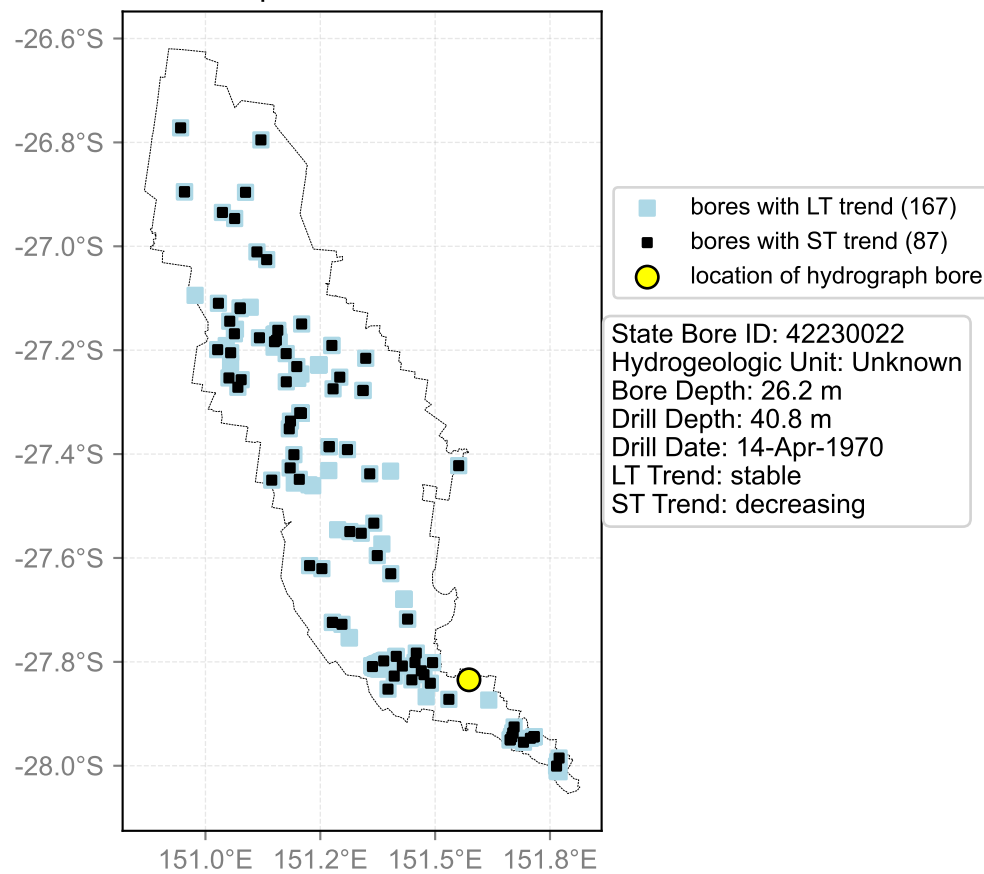 -26.6°S
-26.8°S
-27.0°S
-27.2°S
-27.4°S
-27.6°S
-27.8°S
-28.0°S
151.0°E 151.2°E 151.5°E 151.8°E
bores with LT trend (167)
bores with ST trend (87)
location of hydrograph bore
State Bore ID: 42230022
Hydrogeologic Unit: Unknown
Bore Depth: 26.2 m
Drill Depth: 40.8 m
Drill Date: 14-Apr-1970
LT Trend: stable
ST Trend: decreasing